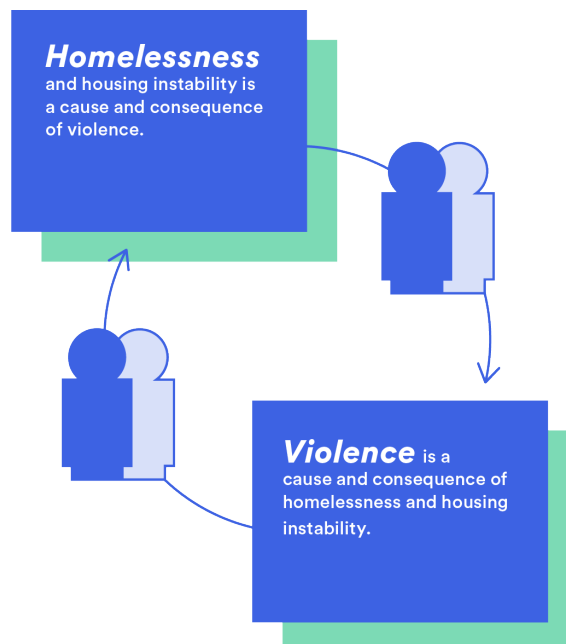 Homelessness
and housing instability is
a cause and consequence
of violence.
Violence is a
cause and consequence of
homelessness and housing
instability.